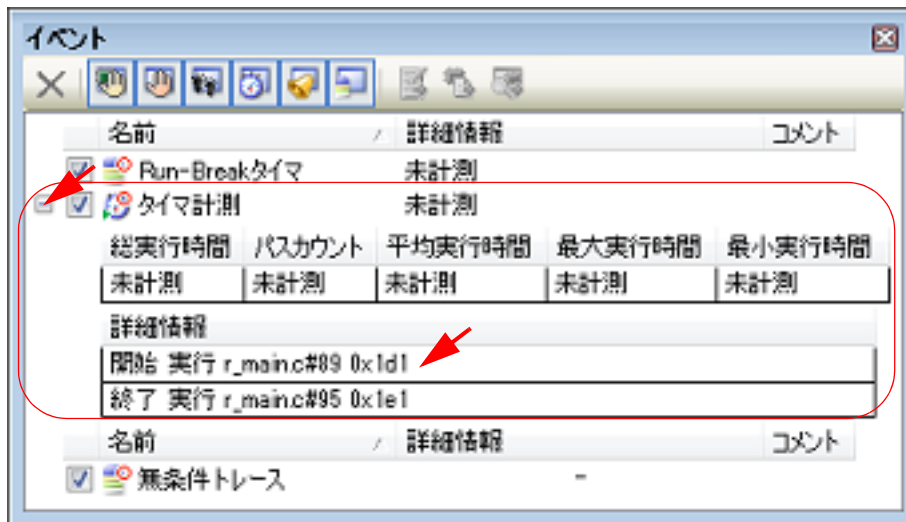 イベント
名前 詳細情報 コメント
Run-Breakタイマ 未計測
タイマ計測 未計測
総実行時間 パスカウント 平均実行時間 最大実行時間 最小実行時間
未計測 未計測 未計測 未計測 未計測
詳細情報
開始 実行 r_main.c#89 0x1d1
終了 実行 r_main.c#95 0x1e1
名前 詳細情報 コメント
無条件トレース -